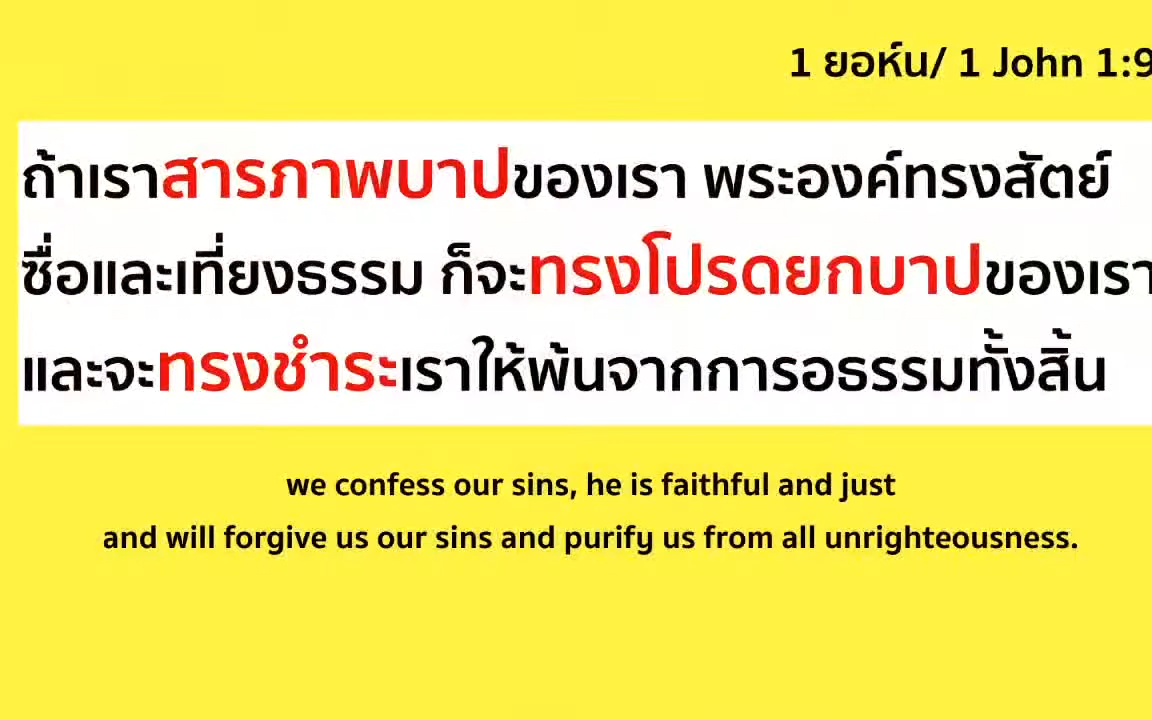 1 ยอห์น/ 1 John 1:9
ถ้าเราสารภาพบาปของเรา พระองค์ทรงสัตย์
ซื่อและเที่ยงธรรม ก็จะทรงโปรดยกบาปของเรา
และจะทรงชำระเราให้พ้นจากการอธรรมทั้งสิ้น
we confess our sins, he is faithful and just
and will forgive us our sins and purify us from all unrighteousness.